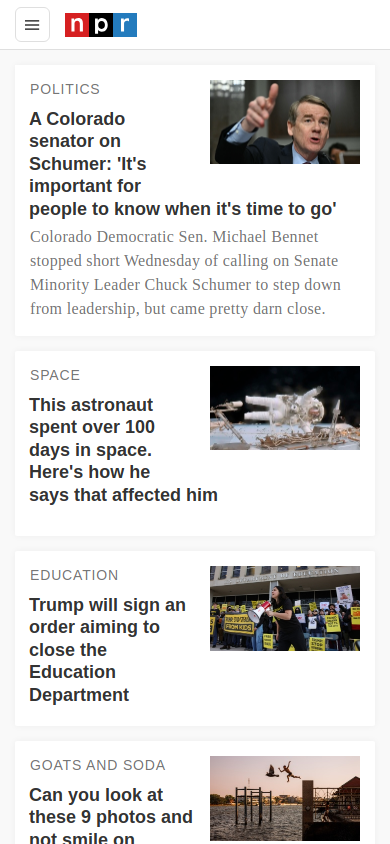 npr
POLITICS
A Colorado
senator on
Schumer: 'It's
important for
people to know when it's time to go'
Colorado Democratic Sen. Michael Bennet
stopped short Wednesday of calling on Senate
Minority Leader Chuck Schumer to step down
from leadership, but came pretty darn close.
SPACE
This astronaut
spent over 100
days in space.
Here's how he
says that affected him
EDUCATION
Trump will sign an
order aiming to
close the
Education
Department
FROM KIDS
GOATS AND SODA
Can you look at
these 9 photos and
not smile on